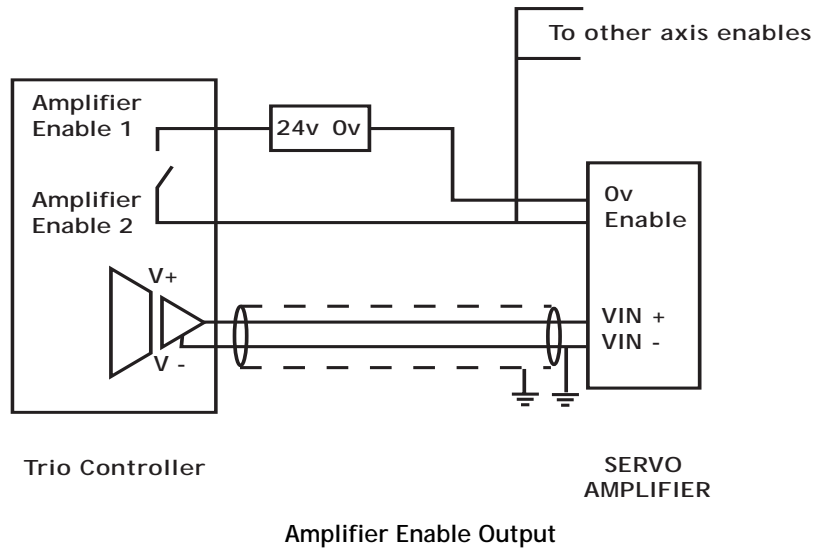 To other axis enables
Amplifier
Enable 1
24v 0v
Amplifier
Enable 2
0v
Enable
V+
V -
VIN +
VIN -
Trio Controller
SERVO
AMPLIFIER
Amplifier Enable Output